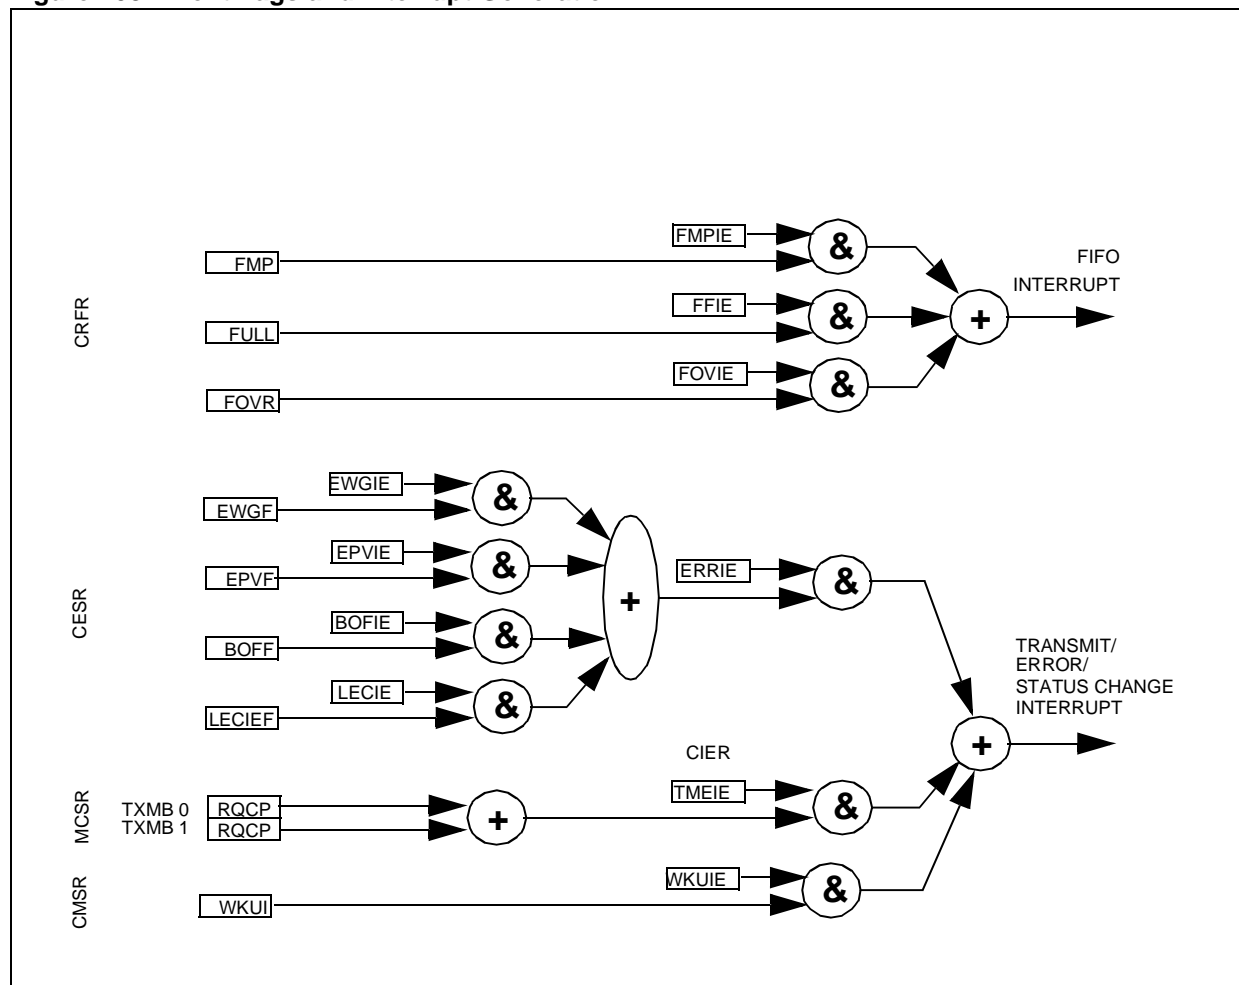 FMPIE
&
FMP
FIFO
INTERRUPT
CRFR
FFIE
&
+
FULL
FOVIE
&
FOVR
EWGIE
&
EWGF
EPVIE
&
EPVF
ERRIE
&
CESR
+
BOFIE
&
BOFF
TRANSMIT/
ERROR/
STATUS CHANGE
INTERRUPT
LECIE
&
LECIEF
+
CIER
MCSR
TXMB 0 RQCP
TXMB 1 RQCP
+
TMEIE
&
CMSR
WKUIE
&
WKUI